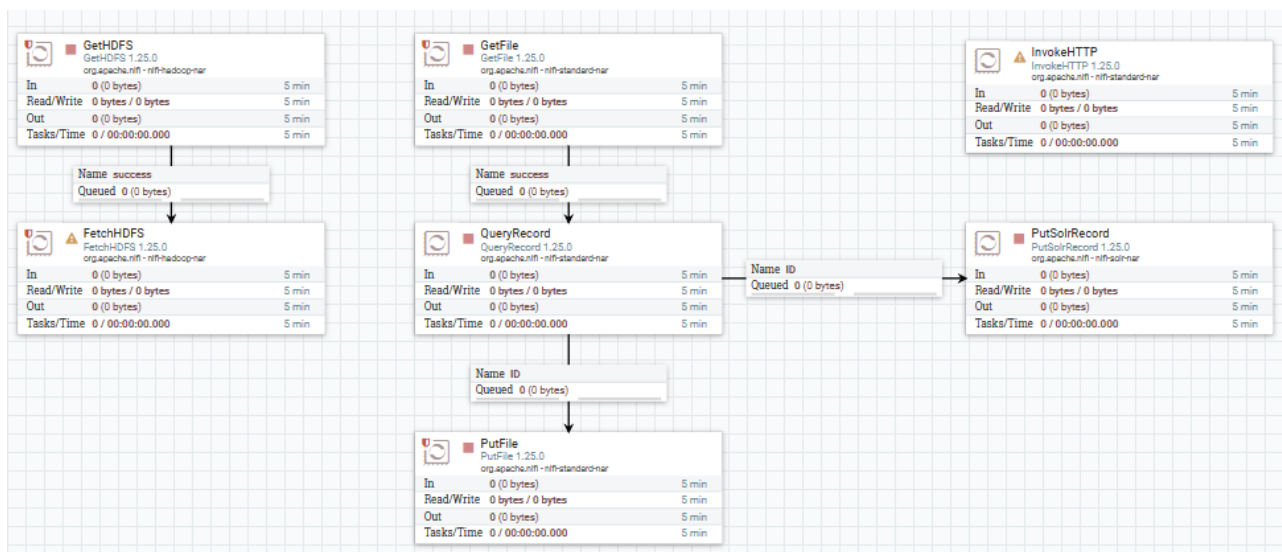 GetHDFS
GetHDFS 1.25.0
org.apache.nifi - nifi-hadoop-nar
In 0 (0 bytes) 5 min
Read/Write 0 bytes / 0 bytes 5 min
Out 0 (0 bytes) 5 min
Tasks/Time 0 / 00:00:00.000 5 min
Name success
Queued 0 (0 bytes)
FetchHDFS
FetchHDFS 1.25.0
org.apache.nifi - nifi-hadoop-nar
In 0 (0 bytes) 5 min
Read/Write 0 bytes / 0 bytes 5 min
Out 0 (0 bytes) 5 min
Tasks/Time 0 / 00:00:00.000 5 min
GetFile
GetFile 1.25.0
org.apache.nifi - nifi-standard-nar
In 0 (0 bytes) 5 min
Read/Write 0 bytes / 0 bytes 5 min
Out 0 (0 bytes) 5 min
Tasks/Time 0 / 00:00:00.000 5 min
Name success
Queued 0 (0 bytes)
QueryRecord
QueryRecord 1.25.0
org.apache.nifi - nifi-standard-nar
In 0 (0 bytes) 5 min
Read/Write 0 bytes / 0 bytes 5 min
Out 0 (0 bytes) 5 min
Tasks/Time 0 / 00:00:00.000 5 min
Name ID
Queued 0 (0 bytes)
PutFile
PutFile 1.25.0
org.apache.nifi - nifi-standard-nar
In 0 (0 bytes) 5 min
Read/Write 0 bytes / 0 bytes 5 min
Out 0 (0 bytes) 5 min
Tasks/Time 0 / 00:00:00.000 5 min
Name ID
Queued 0 (0 bytes)
InvokeHTTP
InvokeHTTP 1.25.0
org.apache.nifi - nifi-standard-nar
In 0 (0 bytes) 5 min
Read/Write 0 bytes / 0 bytes 5 min
Out 0 (0 bytes) 5 min
Tasks/Time 0 / 00:00:00.000 5 min
PutSolrRecord
PutSolrRecord 1.25.0
org.apache.nifi - nifi-solr-nar
In 0 (0 bytes) 5 min
Read/Write 0 bytes / 0 bytes 5 min
Out 0 (0 bytes) 5 min
Tasks/Time 0 / 00:00:00.000 5 min